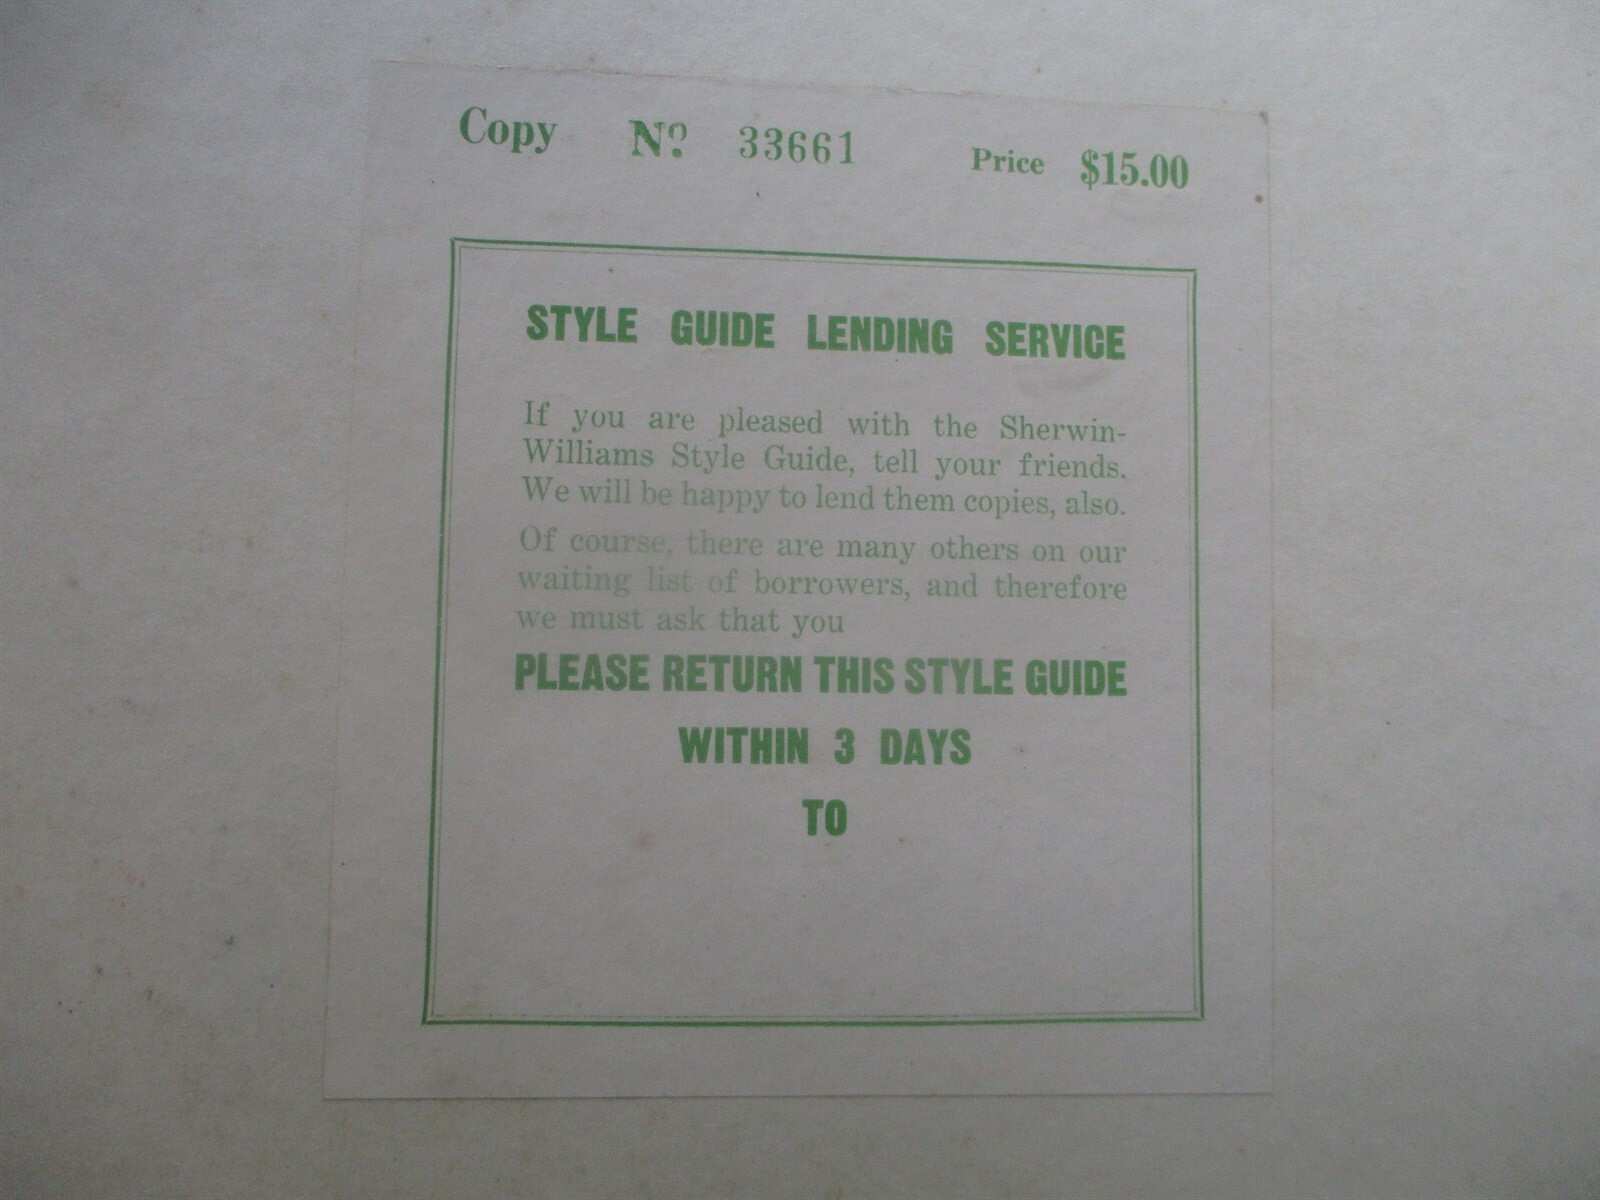 Copy Nº 33661 Price $15.00
STYLE GUIDE LENDING SERVICE
If you are pleased with the Sherwin-
Williams Style Guide, tell your friends.
We will be happy to lend them copies, also.
Of course, there are many others on our
waiting list of borrowers, and therefore
we must ask that you
PLEASE RETURN THIS STYLE GUIDE
WITHIN 3 DAYS
TO